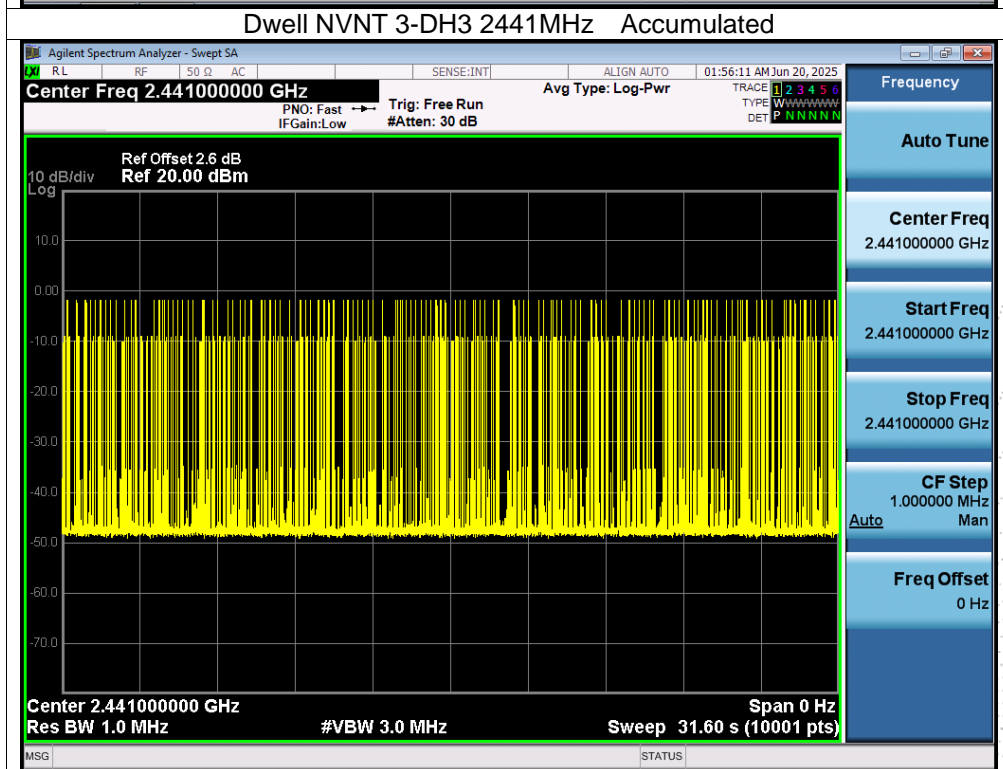 Dwell NVNT 3-DH3 2441MHz Accumulated
Agilent Spectrum Analyzer - Swept SA
LXI RL RF 50 Ω AC SENSE:INT ALIGN AUTO 01:56:11 AM Jun 20, 2025
Center Freq 2.441000000 GHz
PNO: Fast
IFGain:Low
Trig: Free Run
#Atten: 30 dB
Avg Type: Log-Pwr
TRACE 1 2 3 4 5 6
TYPE WWWWWW
DET P N N N N N
Ref Offset 2.6 dB
10 dB/div Ref 20.00 dBm
Log
10.0
0.00
-10.0
-20.0
-30.0
-40.0
-50.0
-60.0
-70.0
Center 2.441000000 GHz Span 0 Hz
Res BW 1.0 MHz #VBW 3.0 MHz Sweep 31.60 s (10001 pts)
MSG STATUS
Frequency
Auto Tune
Center Freq
2.441000000 GHz
Start Freq
2.441000000 GHz
Stop Freq
2.441000000 GHz
CF Step
1.000000 MHz
Auto Man
Freq Offset
0 Hz